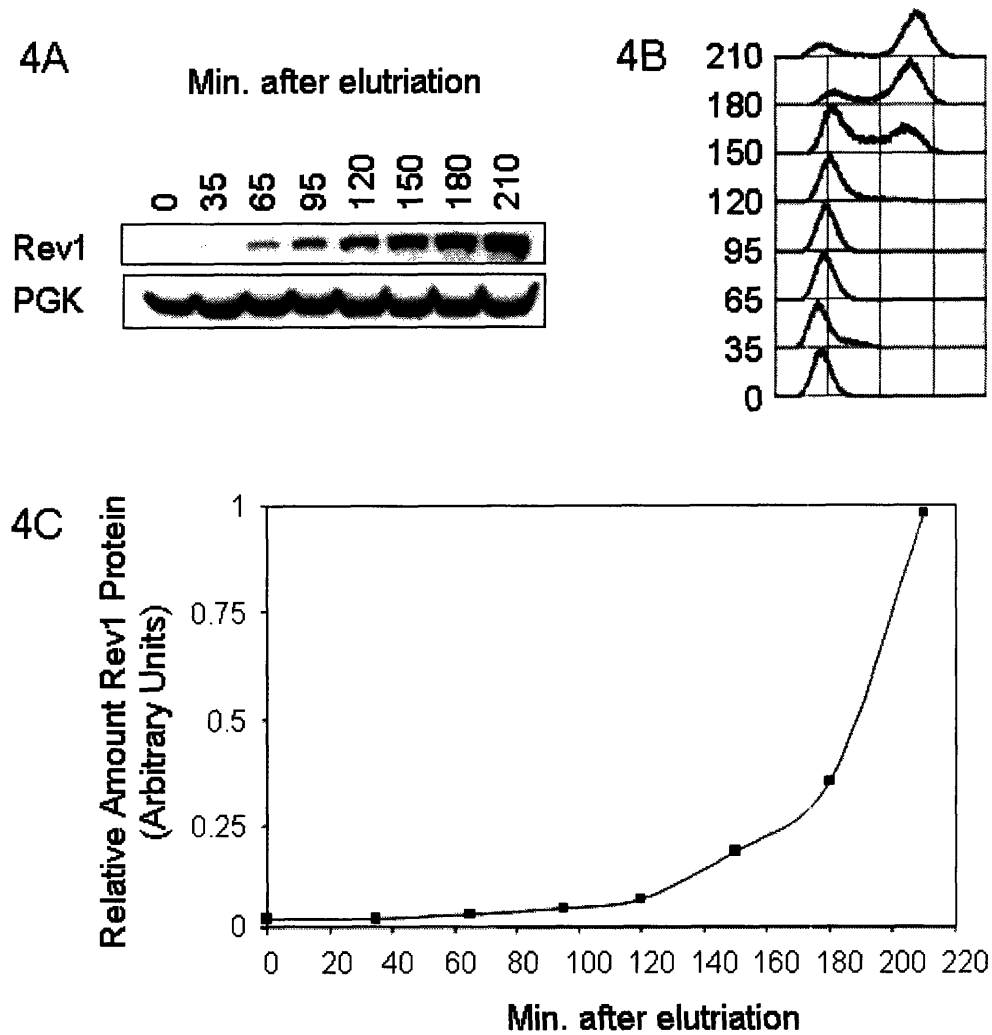 4A
Min. after elutriation
0 35 65 95 120 150 180 210
Rev1
PGK
4B
210
180
150
120
95
65
35
0
4C
Relative Amount Rev1 Protein
(Arbitrary Units)
1
0.75
0.5
0.25
0
0 20 40 60 80 100 120 140 160 180 200 220
Min. after elutriation